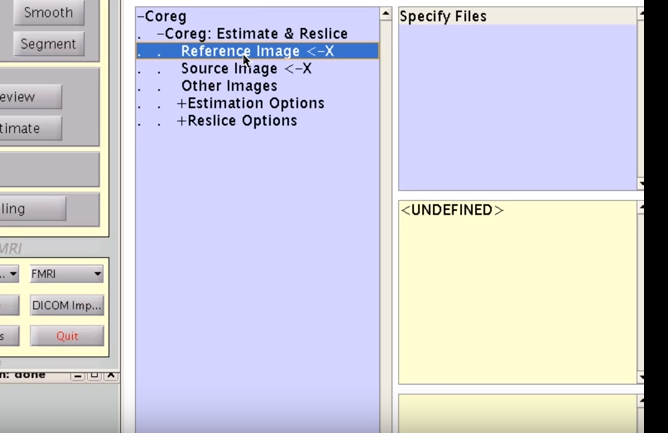 Smooth
Segment
eview
timate
ling
MRI
.. FMRI
DICOM Imp...
s Quit
n: done
-Coreg
. -Coreg: Estimate & Reslice
. . Reference Image <-X
. . Source Image <-X
. . Other Images
. . +Estimation Options
. . +Reslice Options
Specify Files
<UNDEFINED>